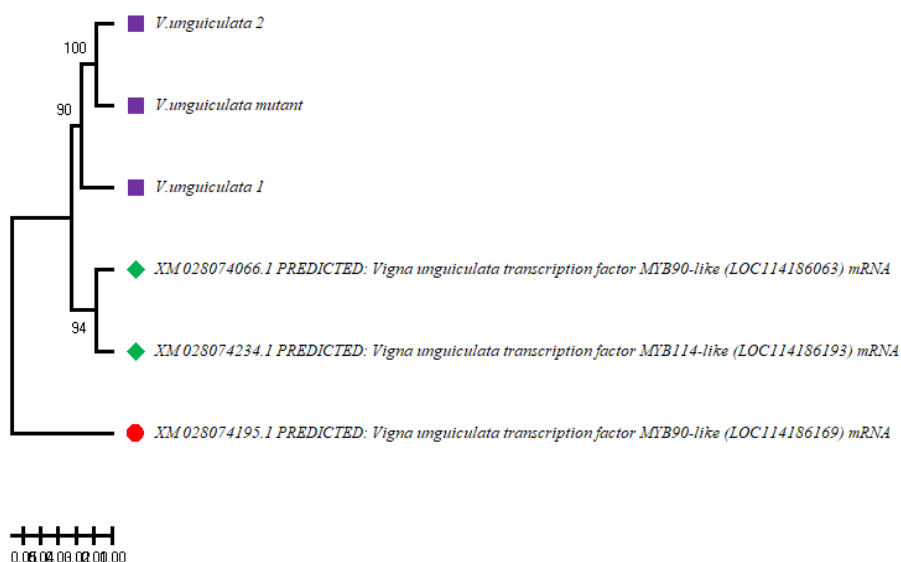 V.unguiculata 2
100
V.unguiculata mutant
90
V.unguiculata 1
XM 028074066.1 PREDICTED: Vigna unguiculata transcription factor MYB90-like (LOC114186063) mRNA
94
XM 028074234.1 PREDICTED: Vigna unguiculata transcription factor MYB114-like (LOC114186193) mRNA
XM 028074195.1 PREDICTED: Vigna unguiculata transcription factor MYB90-like (LOC114186169) mRNA